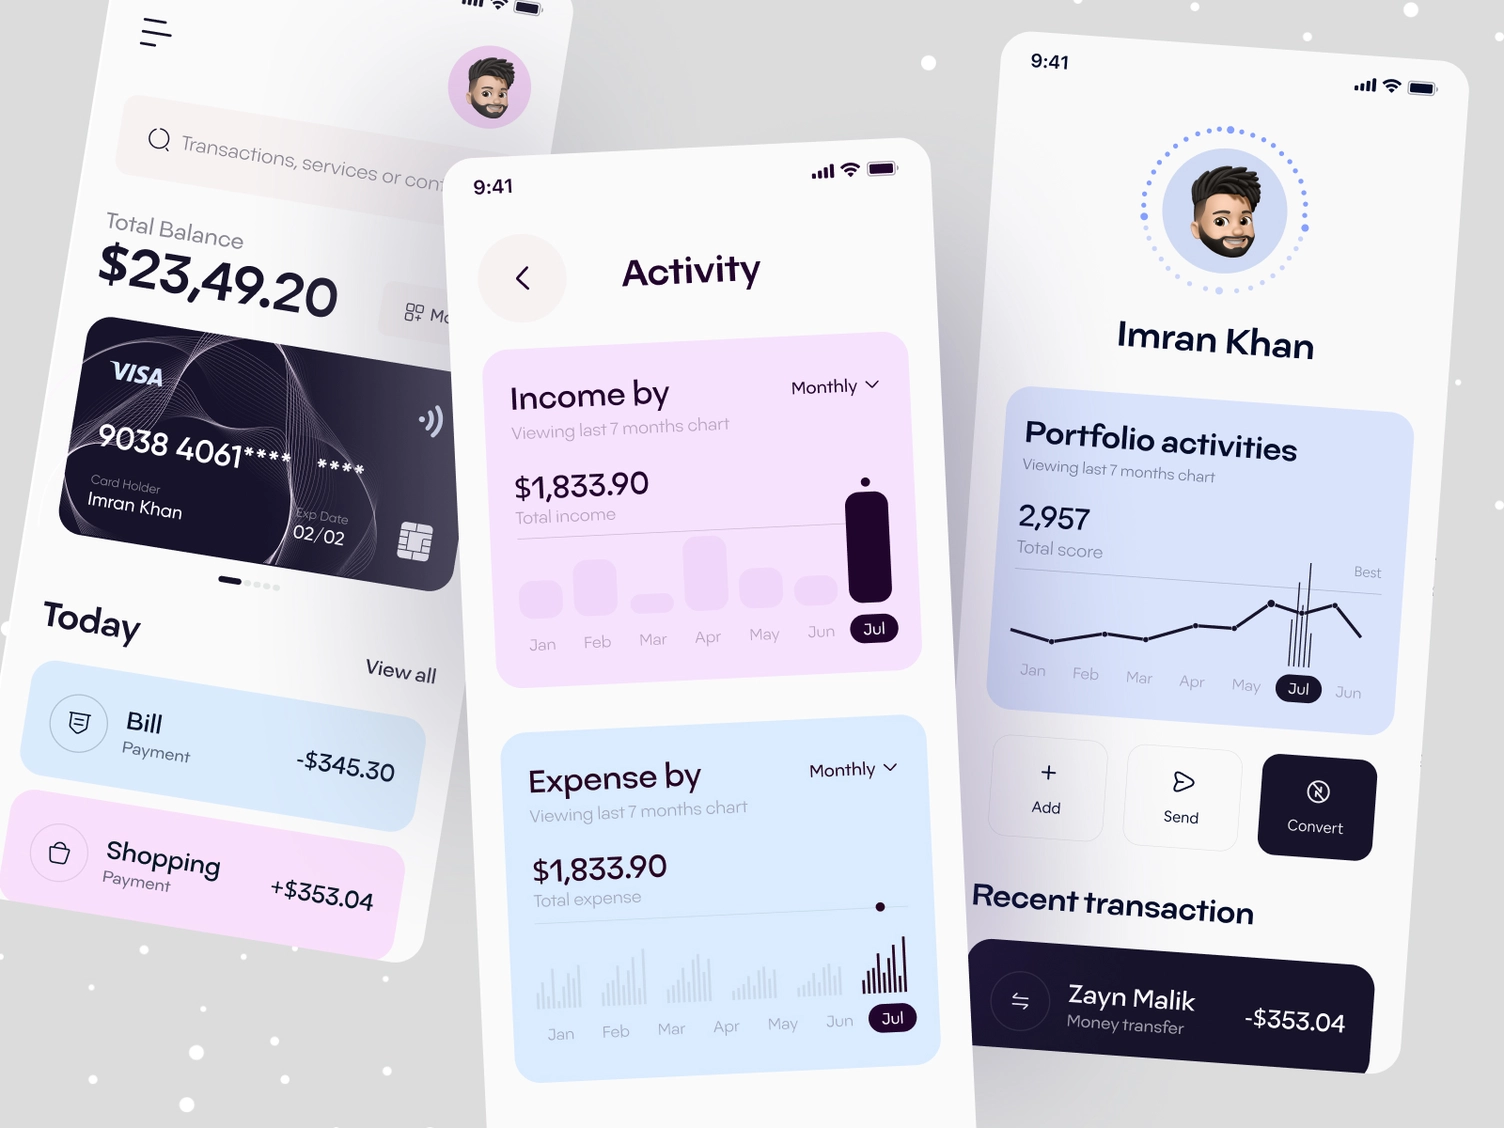 Transactions, services or
Total Balance
$23,49.20
VISA
9038 4061**** ****
Card Holder
Imran Khan
Exp Date
02/02
Today
View all
Bill
Payment
-$345.30
Shopping
Payment
+$353.04
9:41
Activity
Income by
Monthly
Viewing last 7 months chart
$1,833.90
Total income
Jan Feb Mar Apr May Jun Jul
Expense by
Monthly
Viewing last 7 months chart
$1,833.90
Total expense
Jan Feb Mar Apr May Jun Jul
9:41
Imran Khan
Portfolio activities
Viewing last 7 months chart
2,957
Total score
Best
Jan Feb Mar Apr May Jul Jun
Add
Send
Convert
Recent transaction
Zayn Malik
Money transfer
-$353.04